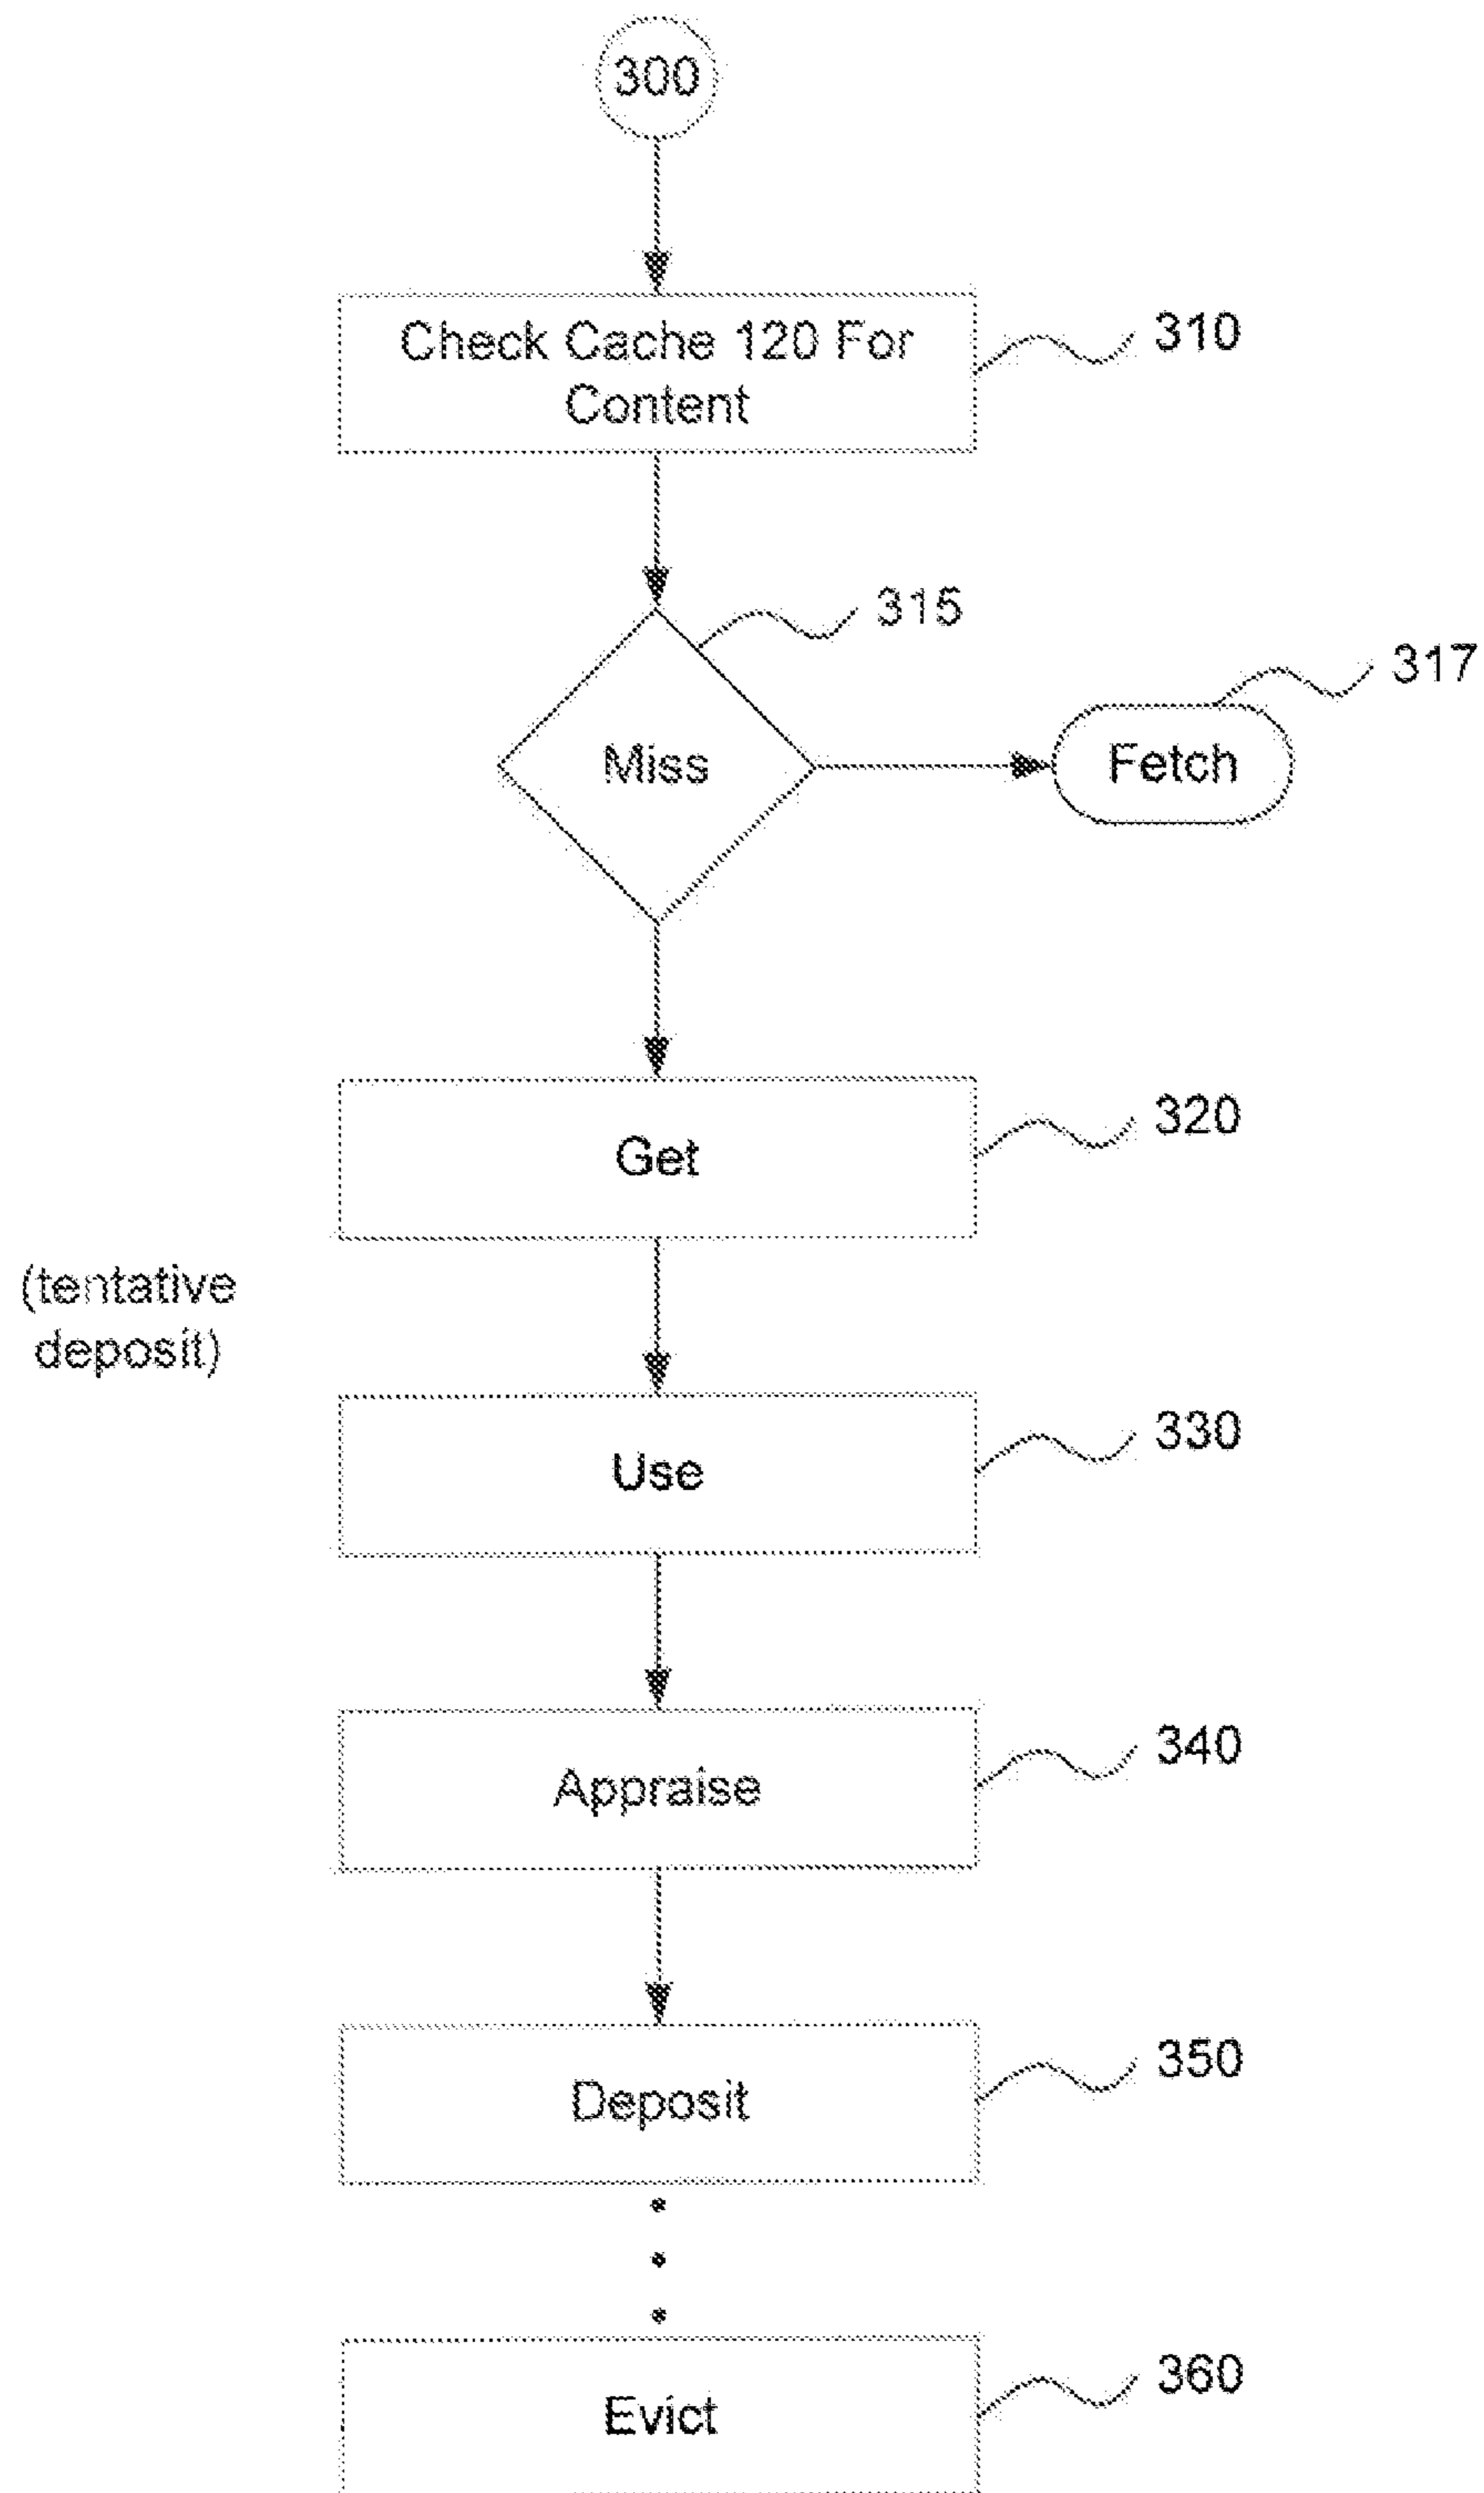 300
Check Cache 120 For
Content
310
315
317
Miss
Fetch
Get
320
(tentative
deposit)
Use
330
Appraise
340
Deposit
350
Evict
360